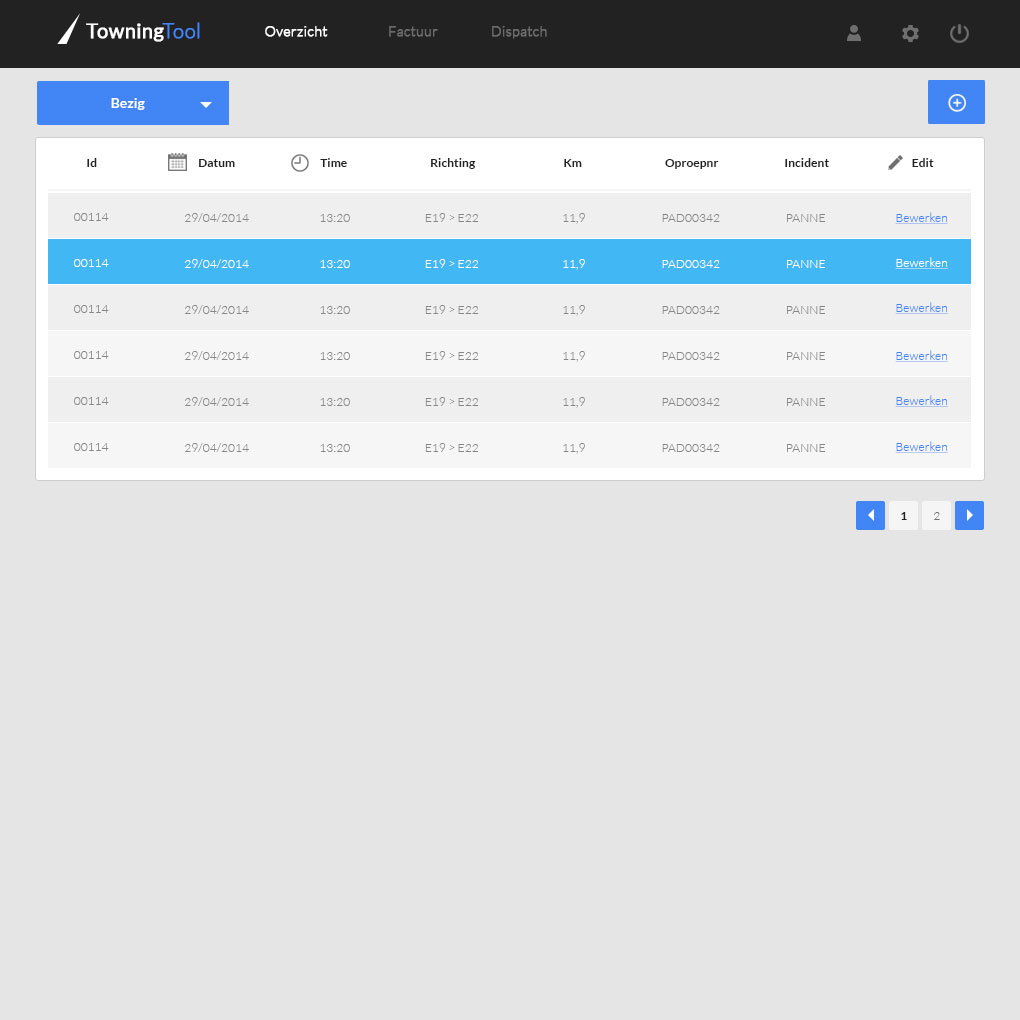 TowningTool Overzicht Factuur Dispatch
Bezig
Id Datum Time Richting Km Oproepnr Incident Edit
00114 29/04/2014 13:20 E19 > E22 11,9 PAD00342 PANNE Bewerken
00114 29/04/2014 13:20 E19 > E22 11,9 PAD00342 PANNE Bewerken
00114 29/04/2014 13:20 E19 > E22 11,9 PAD00342 PANNE Bewerken
00114 29/04/2014 13:20 E19 > E22 11,9 PAD00342 PANNE Bewerken
00114 29/04/2014 13:20 E19 > E22 11,9 PAD00342 PANNE Bewerken
00114 29/04/2014 13:20 E19 > E22 11,9 PAD00342 PANNE Bewerken
1 2